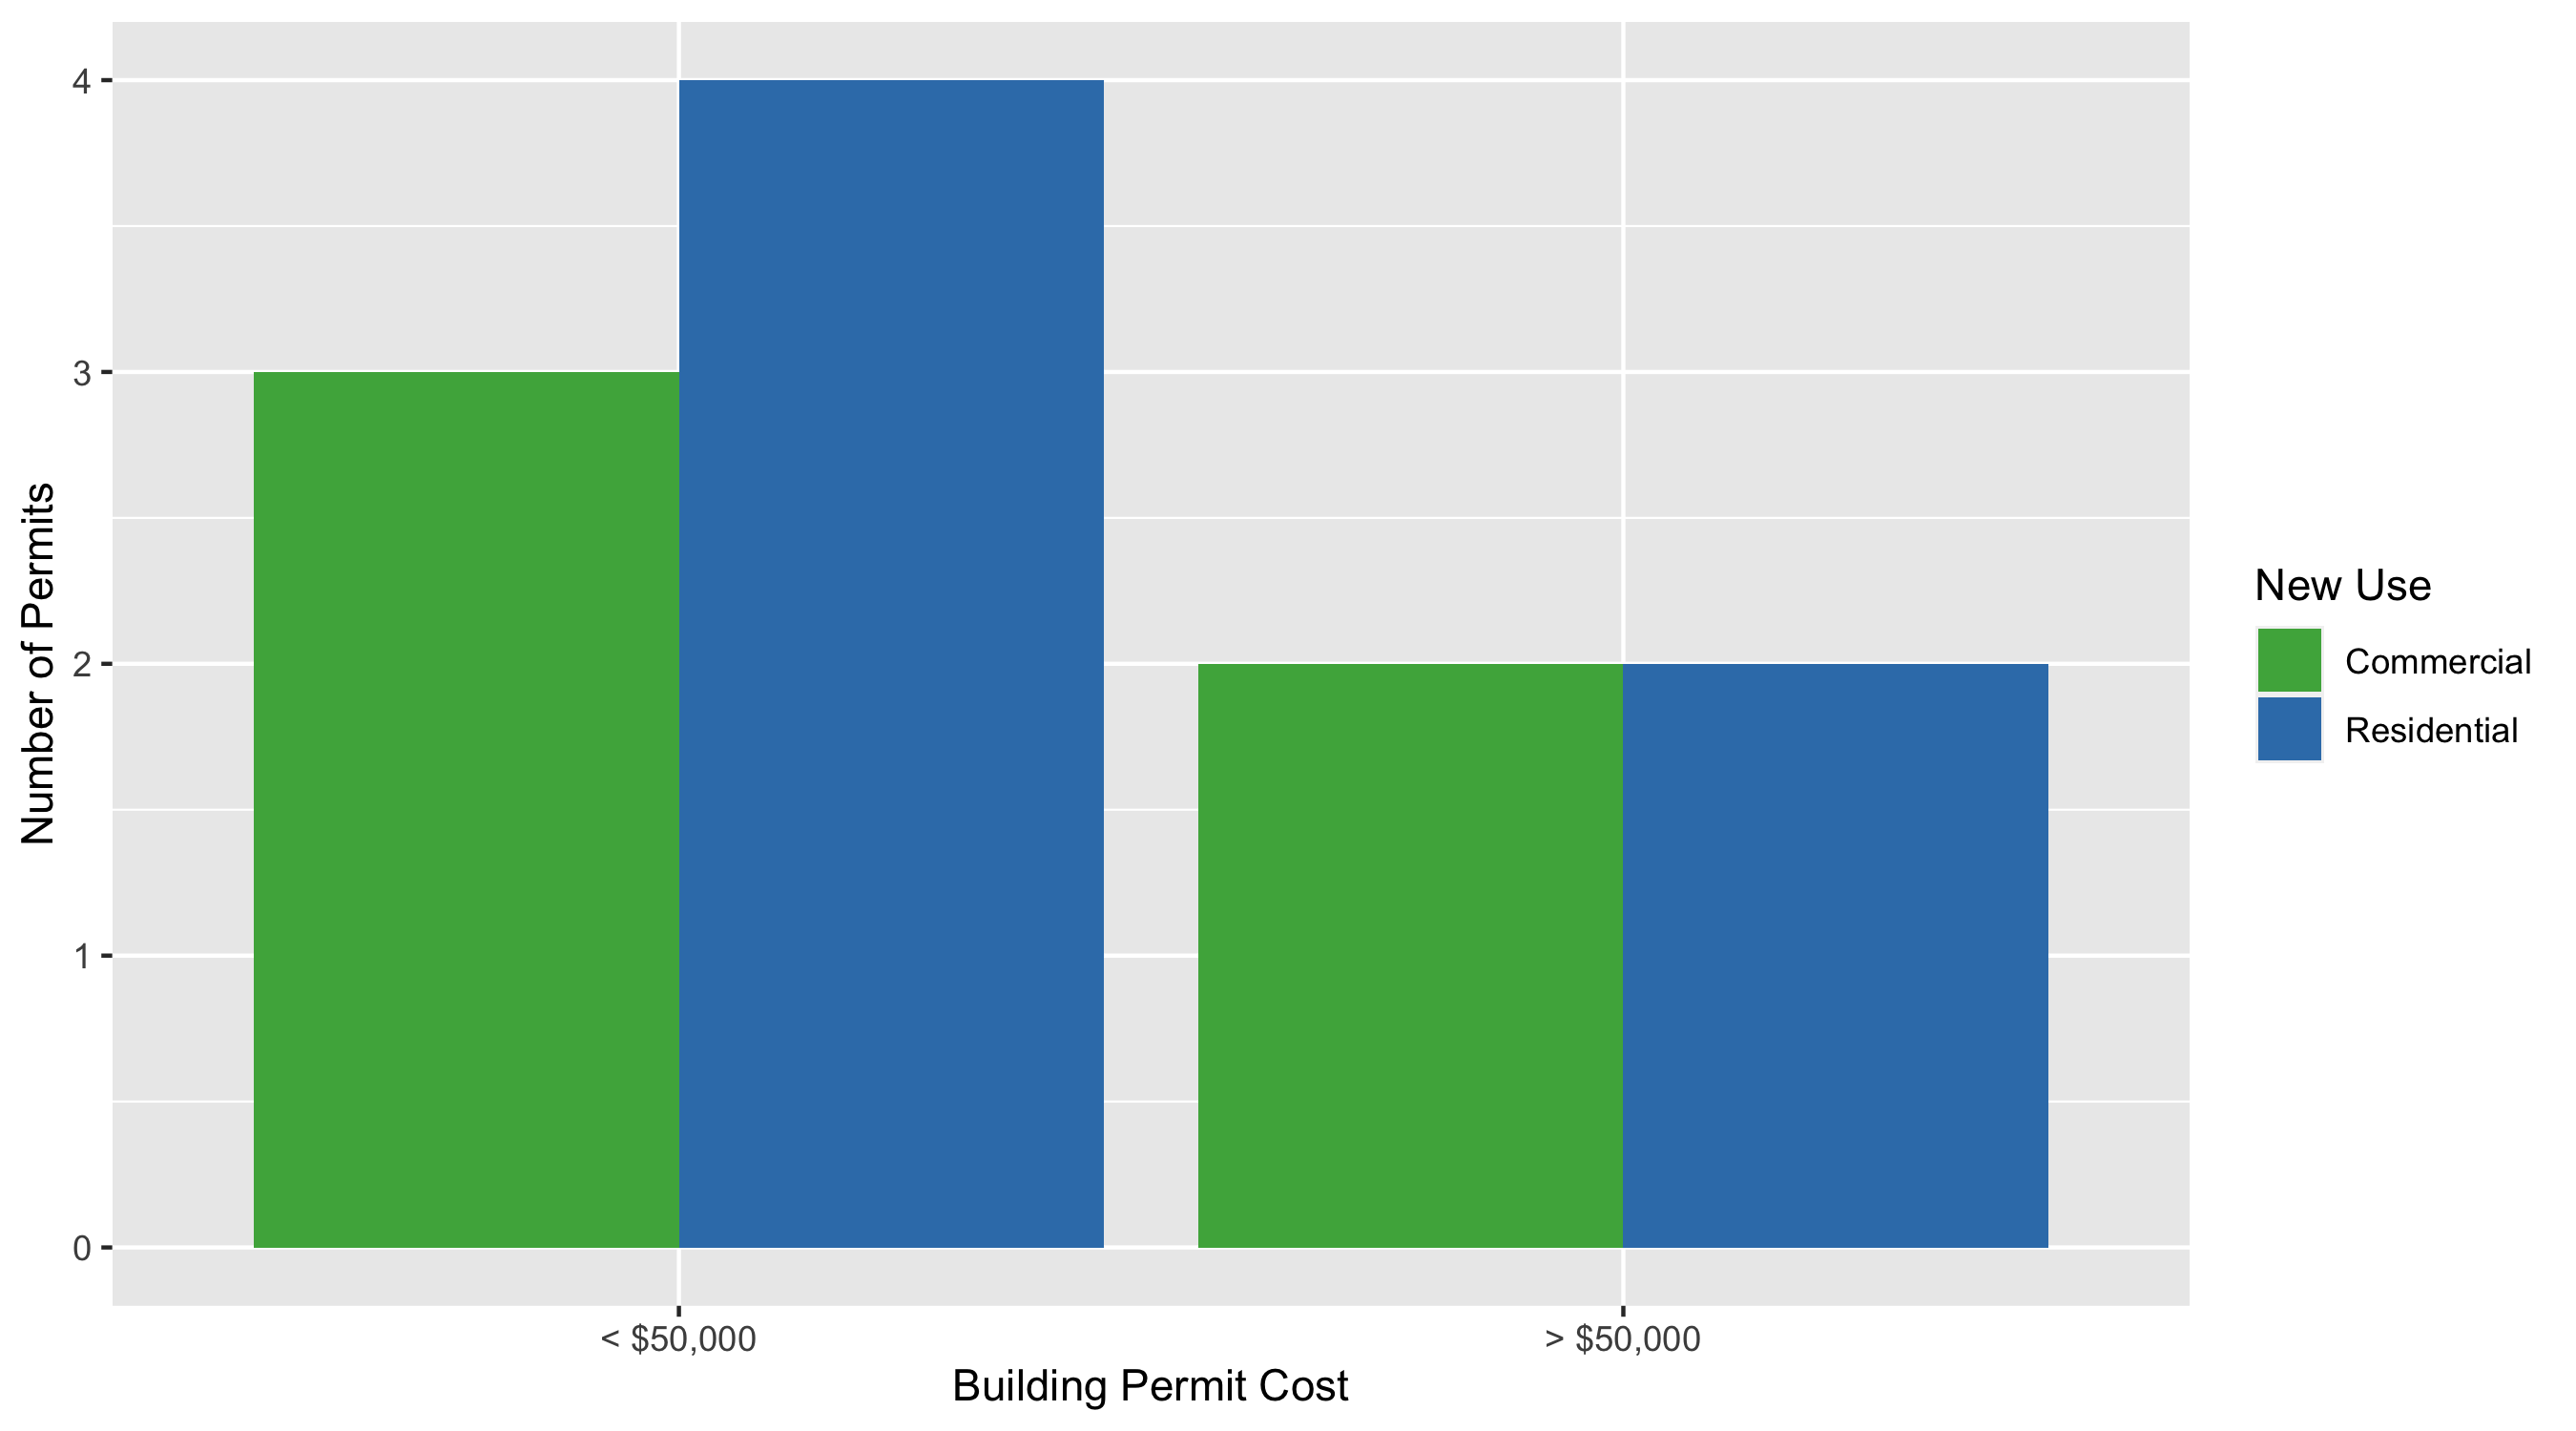 4
3
2
1
0
Number of Permits
< $50,000
> $50,000
Building Permit Cost
New Use
Commercial
Residential